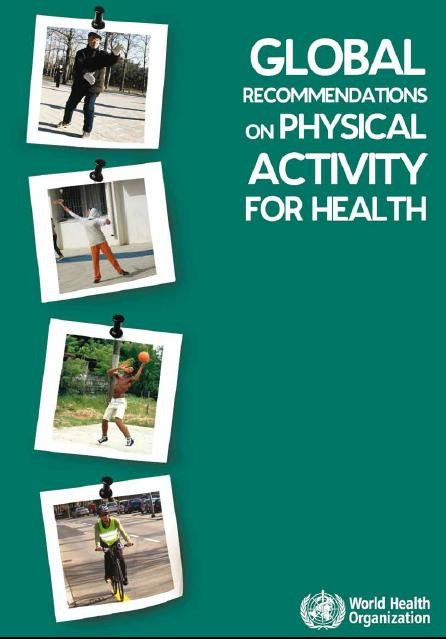 GLOBAL
RECOMMENDATIONS
ON PHYSICAL
ACTIVITY
FOR HEALTH
World Health
Organization